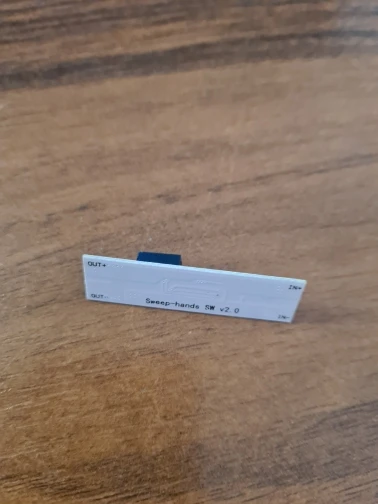 OUT+
IN+
OUT-
Sweep-hands SW v2.0
IN-